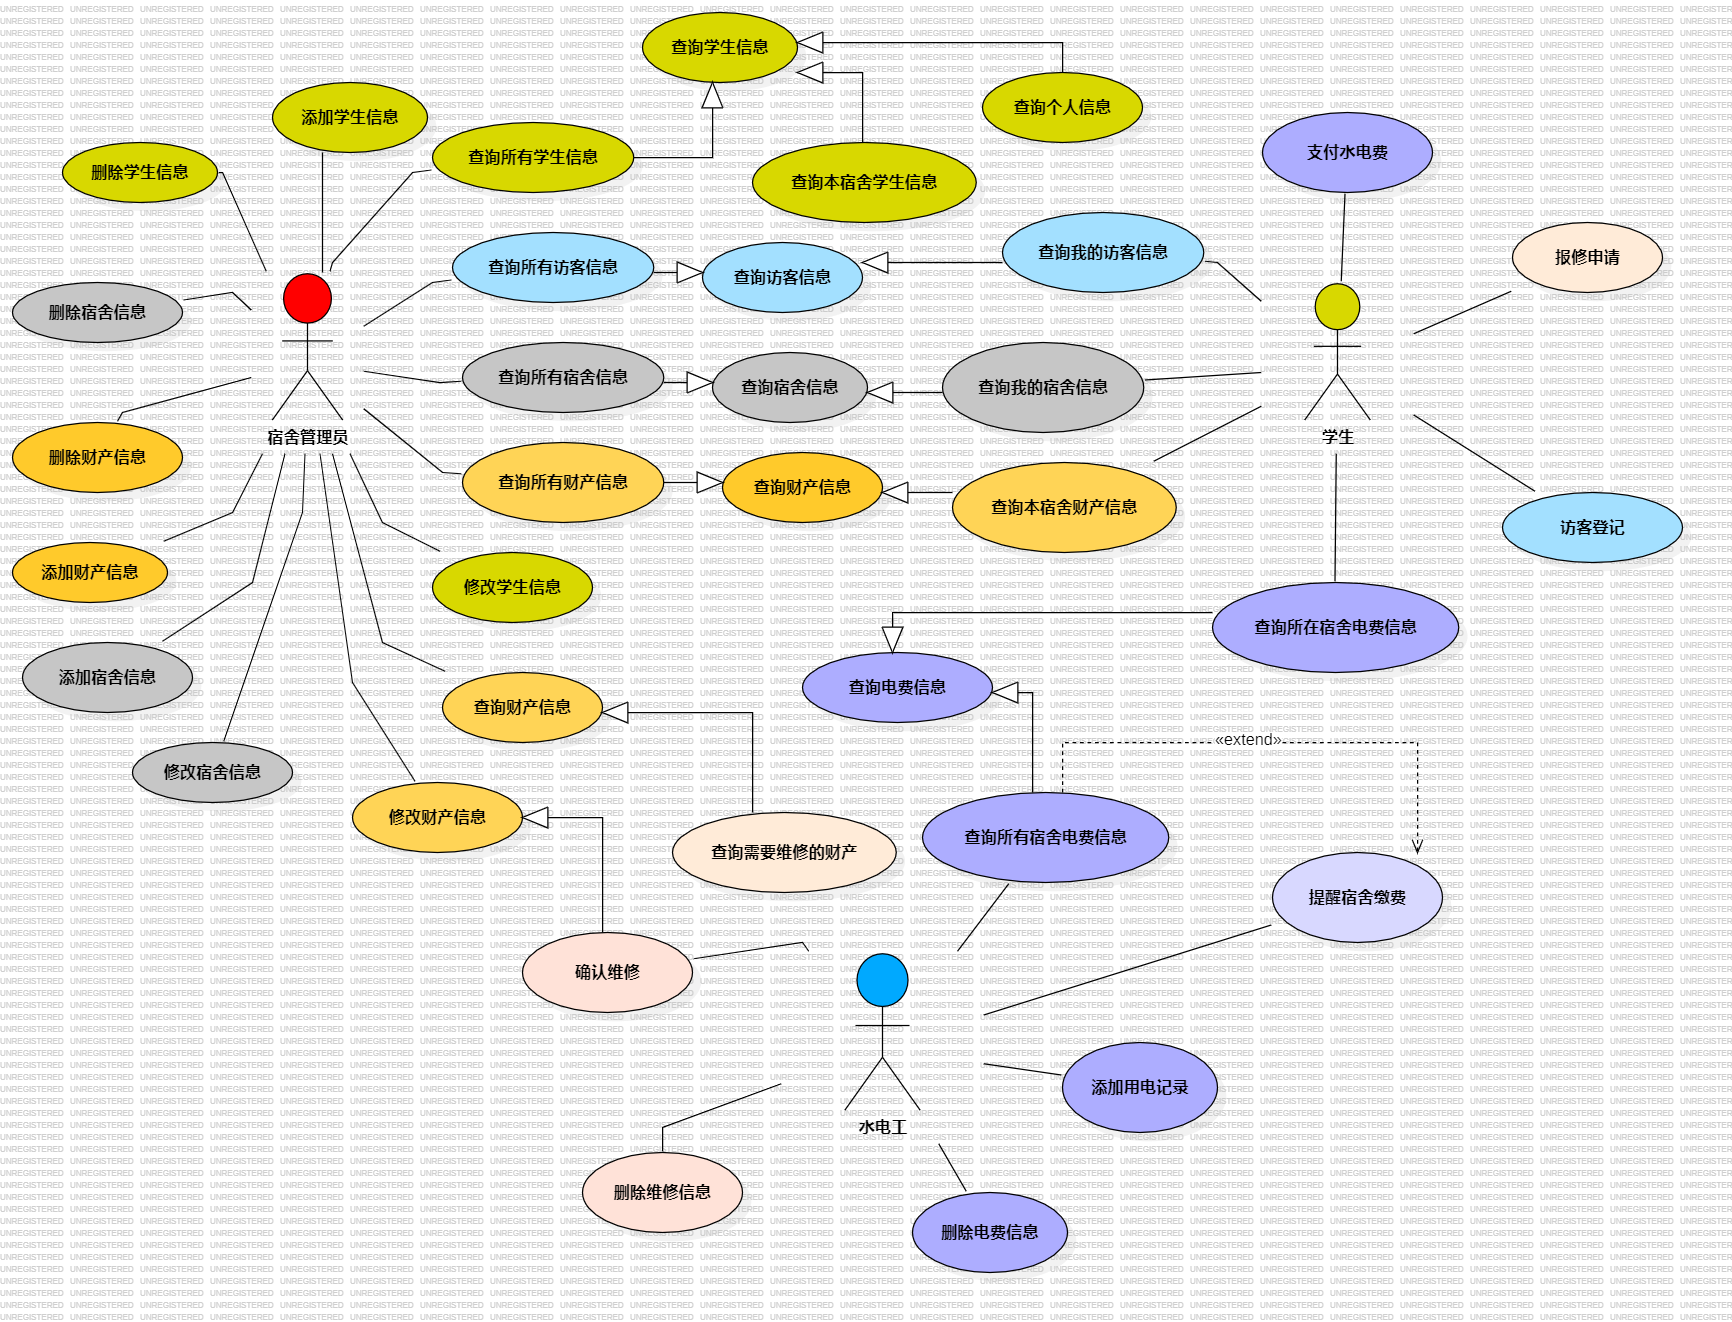 查询学生信息
查询个人信息
添加学生信息
查询所有学生信息
支付水电费
删除学生信息
查询本宿舍学生信息
查询我的访客信息
报修申请
查询所有访客信息
查询访客信息
删除宿舍信息
查询所有宿舍信息
查询宿舍信息
查询我的宿舍信息
宿舍管理员
学生
删除财产信息
查询所有财产信息
查询财产信息
查询本宿舍财产信息
访客登记
添加财产信息
修改学生信息
查询所在宿舍电费信息
添加宿舍信息
查询电费信息
查询财产信息
«extend»
修改宿舍信息
修改财产信息
查询需要维修的财产
查询所有宿舍电费信息
提醒宿舍缴费
确认维修
添加用电记录
水电工
删除维修信息
删除电费信息
UNREGISTERED